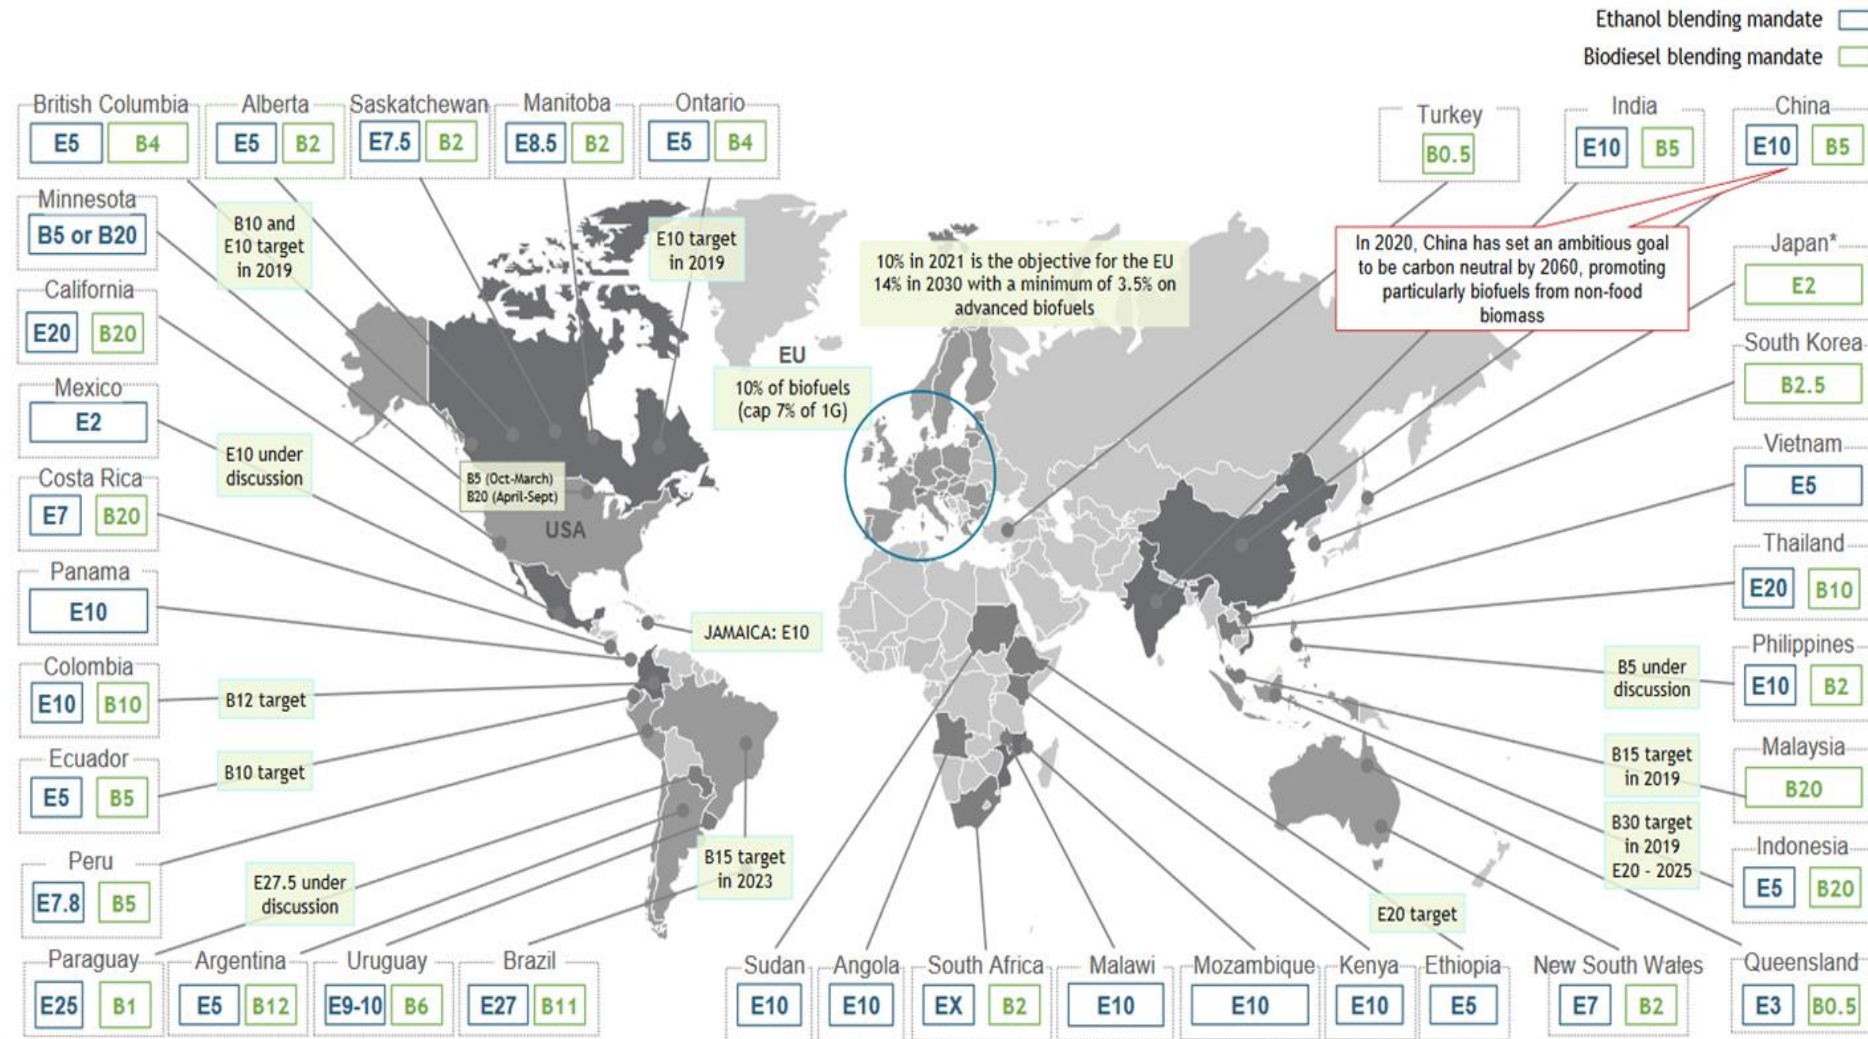 Ethanol blending mandate
Biodiesel blending mandate
British Columbia
E5 B4
Alberta
E5 B2
Saskatchewan
E7.5 B2
Manitoba
E8.5 B2
Ontario
E5 B4
Turkey
B0.5
India
E10 B5
China
E10 B5
Minnesota
B5 or B20
California
E20 B20
Mexico
E2
Costa Rica
E7 B20
Panama
E10
Colombia
E10 B10
Ecuador
E5 B5
Peru
E7.8 B5
B10 and
E10 target
in 2019
E10 target
in 2019
10% in 2021 is the objective for the EU
14% in 2030 with a minimum of 3.5% on
advanced biofuels
In 2020, China has set an ambitious goal
to be carbon neutral by 2060, promoting
particularly biofuels from non-food
biomass
EU
10% of biofuels
(cap 7% of 1G)
E10 under
discussion
B5 (Oct-March)
B20 (April-Sept)
USA
JAMAICA: E10
B12 target
B10 target
E27.5 under
discussion
B15 target
in 2023
Japan*
E2
South Korea
B2.5
Vietnam
E5
Thailand
E20 B10
Philippines
E10 B2
Malaysia
B20
Indonesia
E5 B20
B5 under
discussion
B15 target
in 2019
B30 target
in 2019
E20 - 2025
E20 target
Paraguay
E25 B1
Argentina
E5 B12
Uruguay
E9-10 B6
Brazil
E27 B11
Sudan
E10
Angola
E10
South Africa
EX B2
Malawi
E10
Mozambique
E10
Kenya
E10
Ethiopia
E5
New South Wales
E7 B2
Queensland
E3 B0.5